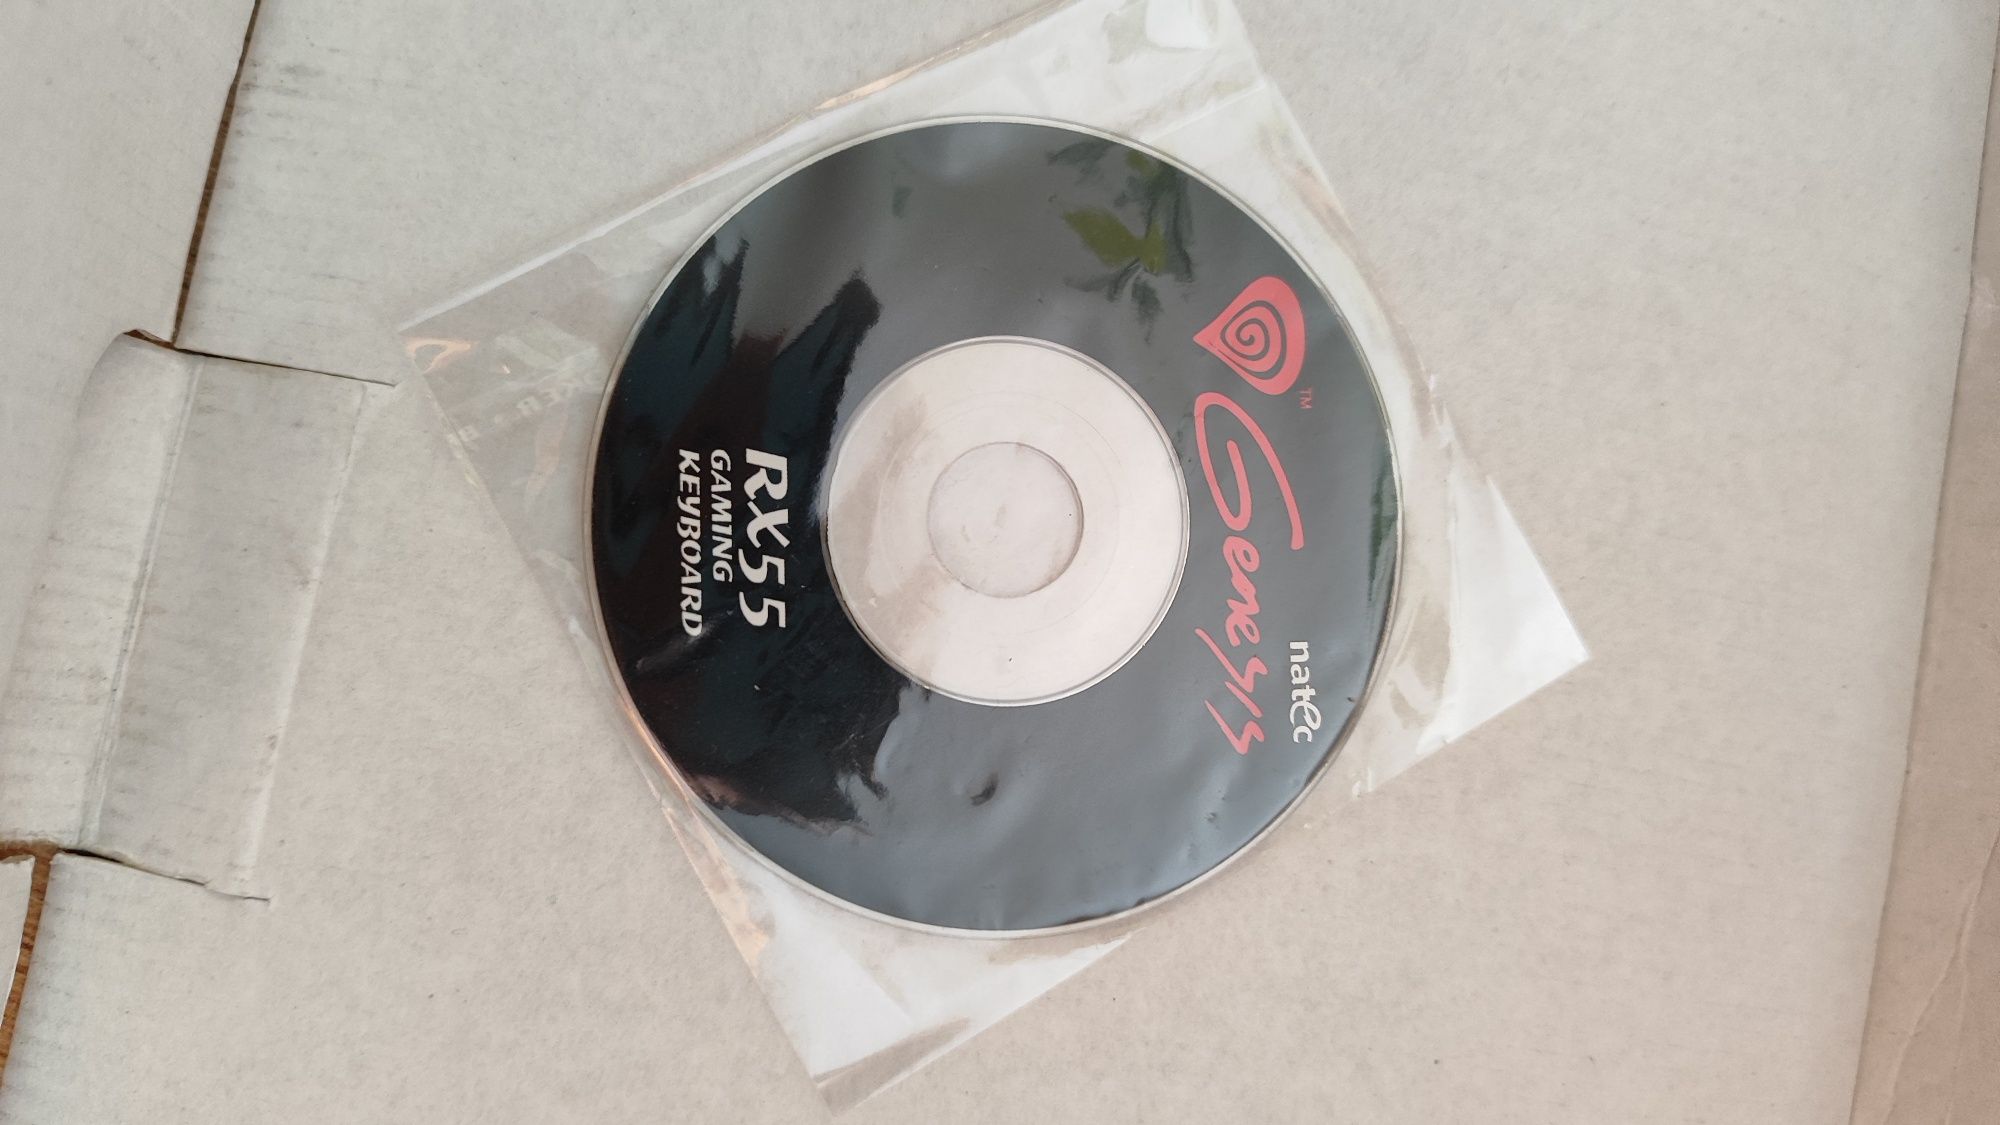 natec
Genesis
TM
RX55
GAMING
KEYBOARD